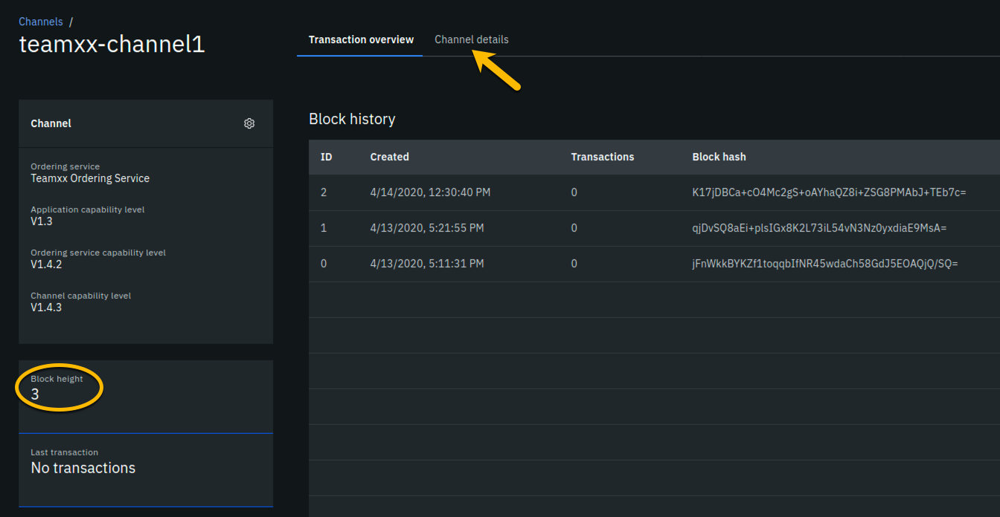 Channels /
teamxx-channel1
Transaction overview Channel details
Channel
Ordering service
Teamxx Ordering Service
Application capability level
V1.3
Ordering service capability level
V1.4.2
Channel capability level
V1.4.3
Block height
3
Last transaction
No transactions
Block history
ID Created Transactions Block hash
2 4/14/2020, 12:30:40 PM 0 K17jDBCa+cO4Mc2gS+oAYhaQZ8i+ZSG8PMAbJ+TEb7c=
1 4/13/2020, 5:21:55 PM 0 qjDvSQ8aEi+plsIGx8K2L73iL54vN3Nz0yxdiaE9MsA=
0 4/13/2020, 5:11:31 PM 0 jFnWkkBYKZf1toqqbIfNR45wdaCh58GdJ5EOAQjQ/SQ=